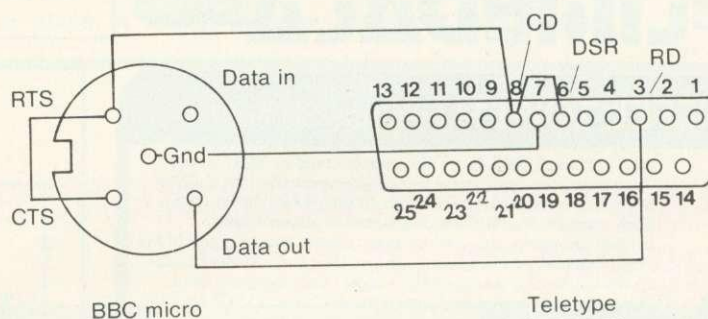 CD
DSR
RD
Data in
13 12 11 10 9 8 7 6 5 4 3 2 1
RTS
Gnd
CTS
25 24 23 22 21 20 19 18 17 16 15 14
Data out
BBC micro
Teletype